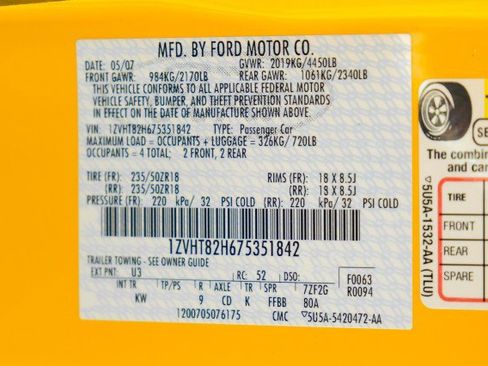 MFD. BY FORD MOTOR CO.
DATE: 05/07 GVWR: 2019KG/4450LB
FRONT GAWR: 984KG/2170LB REAR GAWR: 1061KG/2340LB
THIS VEHICLE CONFORMS TO ALL APPLICABLE FEDERAL MOTOR
VEHICLE SAFETY, BUMPER, AND THEFT PREVENTION STANDARDS
IN EFFECT ON THE DATE OF MANUFACTURE SHOWN ABOVE.
VIN: 1ZVHT82H675351842 TYPE: Passenger Car
MAXIMUM LOAD = OCCUPANTS + LUGGAGE = 326KG/ 720LB
OCCUPANTS = 4 TOTAL; 2 FRONT, 2 REAR
TIRE (FR): 235/50ZR18 RIMS (FR): 18 X 8.5J
(RR): 235/50ZR18 (RR): 18 X 8.5J
PRESSURE (FR): 220 kPa/ 32 PSI COLD (RR): 220 kPa/ 32 PSI COLD
1ZVHT82H675351842
TRAILER TOWING - SEE OWNER GUIDE
EXT PNT: U3 RC: 52 DSO: F0063
INT TR TP/PS R AX TR SPR 7ZF2G R0094
KW 9 CD K FFBB 80A
1200705076175 CMC ▽5U5A-5420472-AA
▽5U5A-1532-AA (TLU)
SE
The combin
and car
TIRE
FRONT
REAR
SPARE